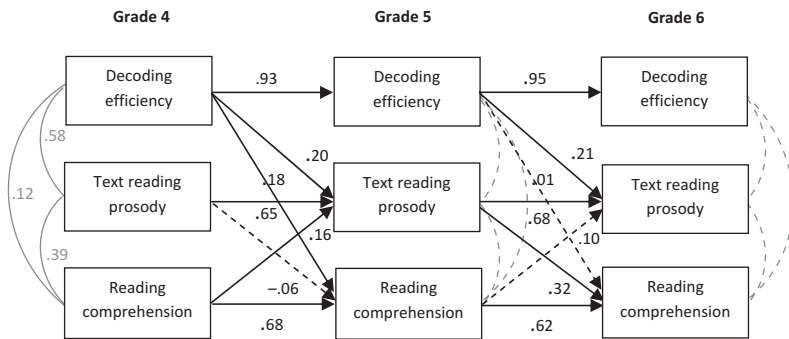 Grade 4 Grade 5 Grade 6
Decoding efficiency
.93
Decoding efficiency
.95
Decoding efficiency
.58
.12
.20
.18
.21
.01
Text reading prosody
.65
Text reading prosody
.68
Text reading prosody
.39
.16
.10
Reading comprehension
–.06
.68
Reading comprehension
.32
.62
Reading comprehension